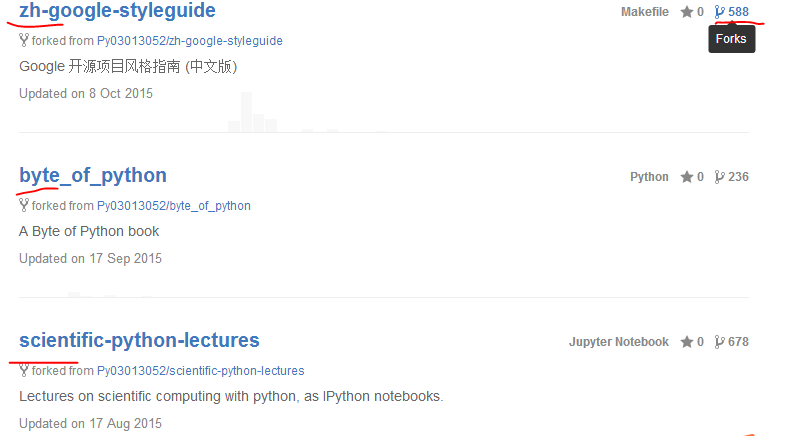 zh-google-styleguide Makefile 0 588
forked from Py03013052/zh-google-styleguide Forks
Google 开源项目风格指南 (中文版)
Updated on 8 Oct 2015
byte_of_python Python 0 236
forked from Py03013052/byte_of_python
A Byte of Python book
Updated on 17 Sep 2015
scientific-python-lectures Jupyter Notebook 0 678
forked from Py03013052/scientific-python-lectures
Lectures on scientific computing with python, as IPython notebooks.
Updated on 17 Aug 2015